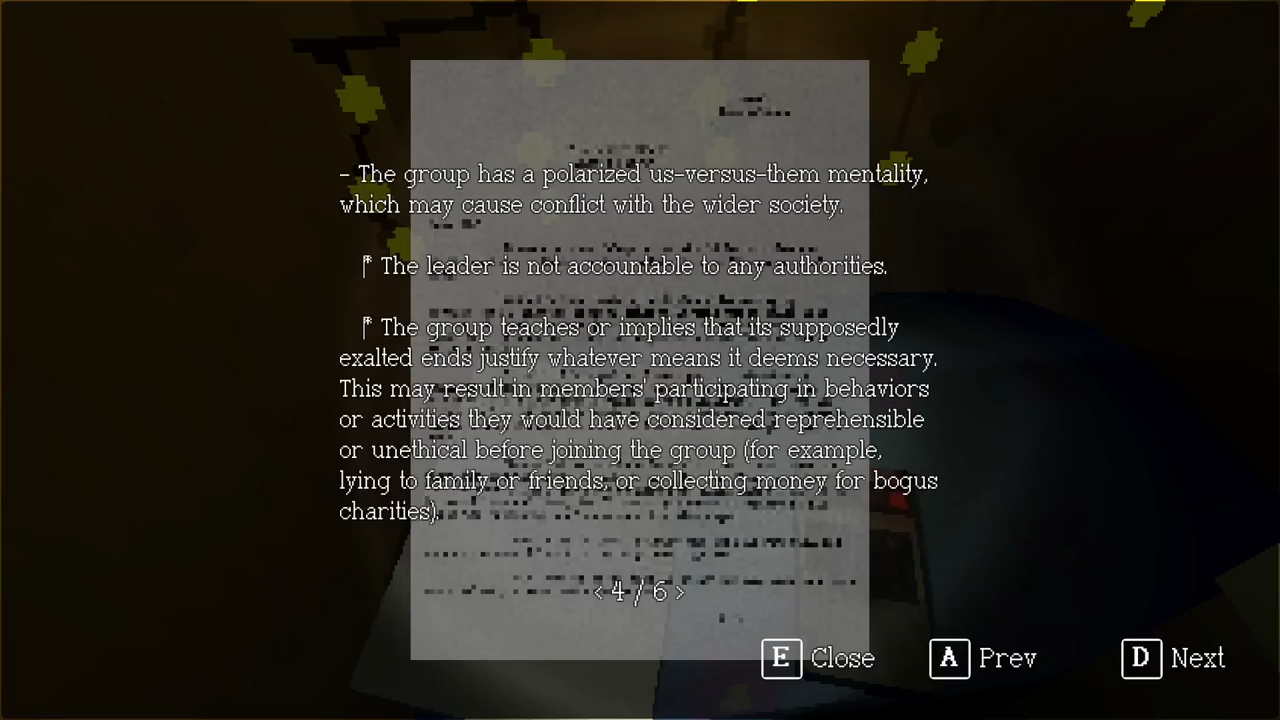 - The group has a polarized us-versus-them mentality,
which may cause conflict with the wider society.
|* The leader is not accountable to any authorities.
|* The group teaches or implies that its supposedly
exalted ends justify whatever means it deems necessary.
This may result in members' participating in behaviors
or activities they would have considered reprehensible
or unethical before joining the group (for example,
lying to family or friends, or collecting money for bogus
charities).
< 4 / 6 >
E Close A Prev D Next